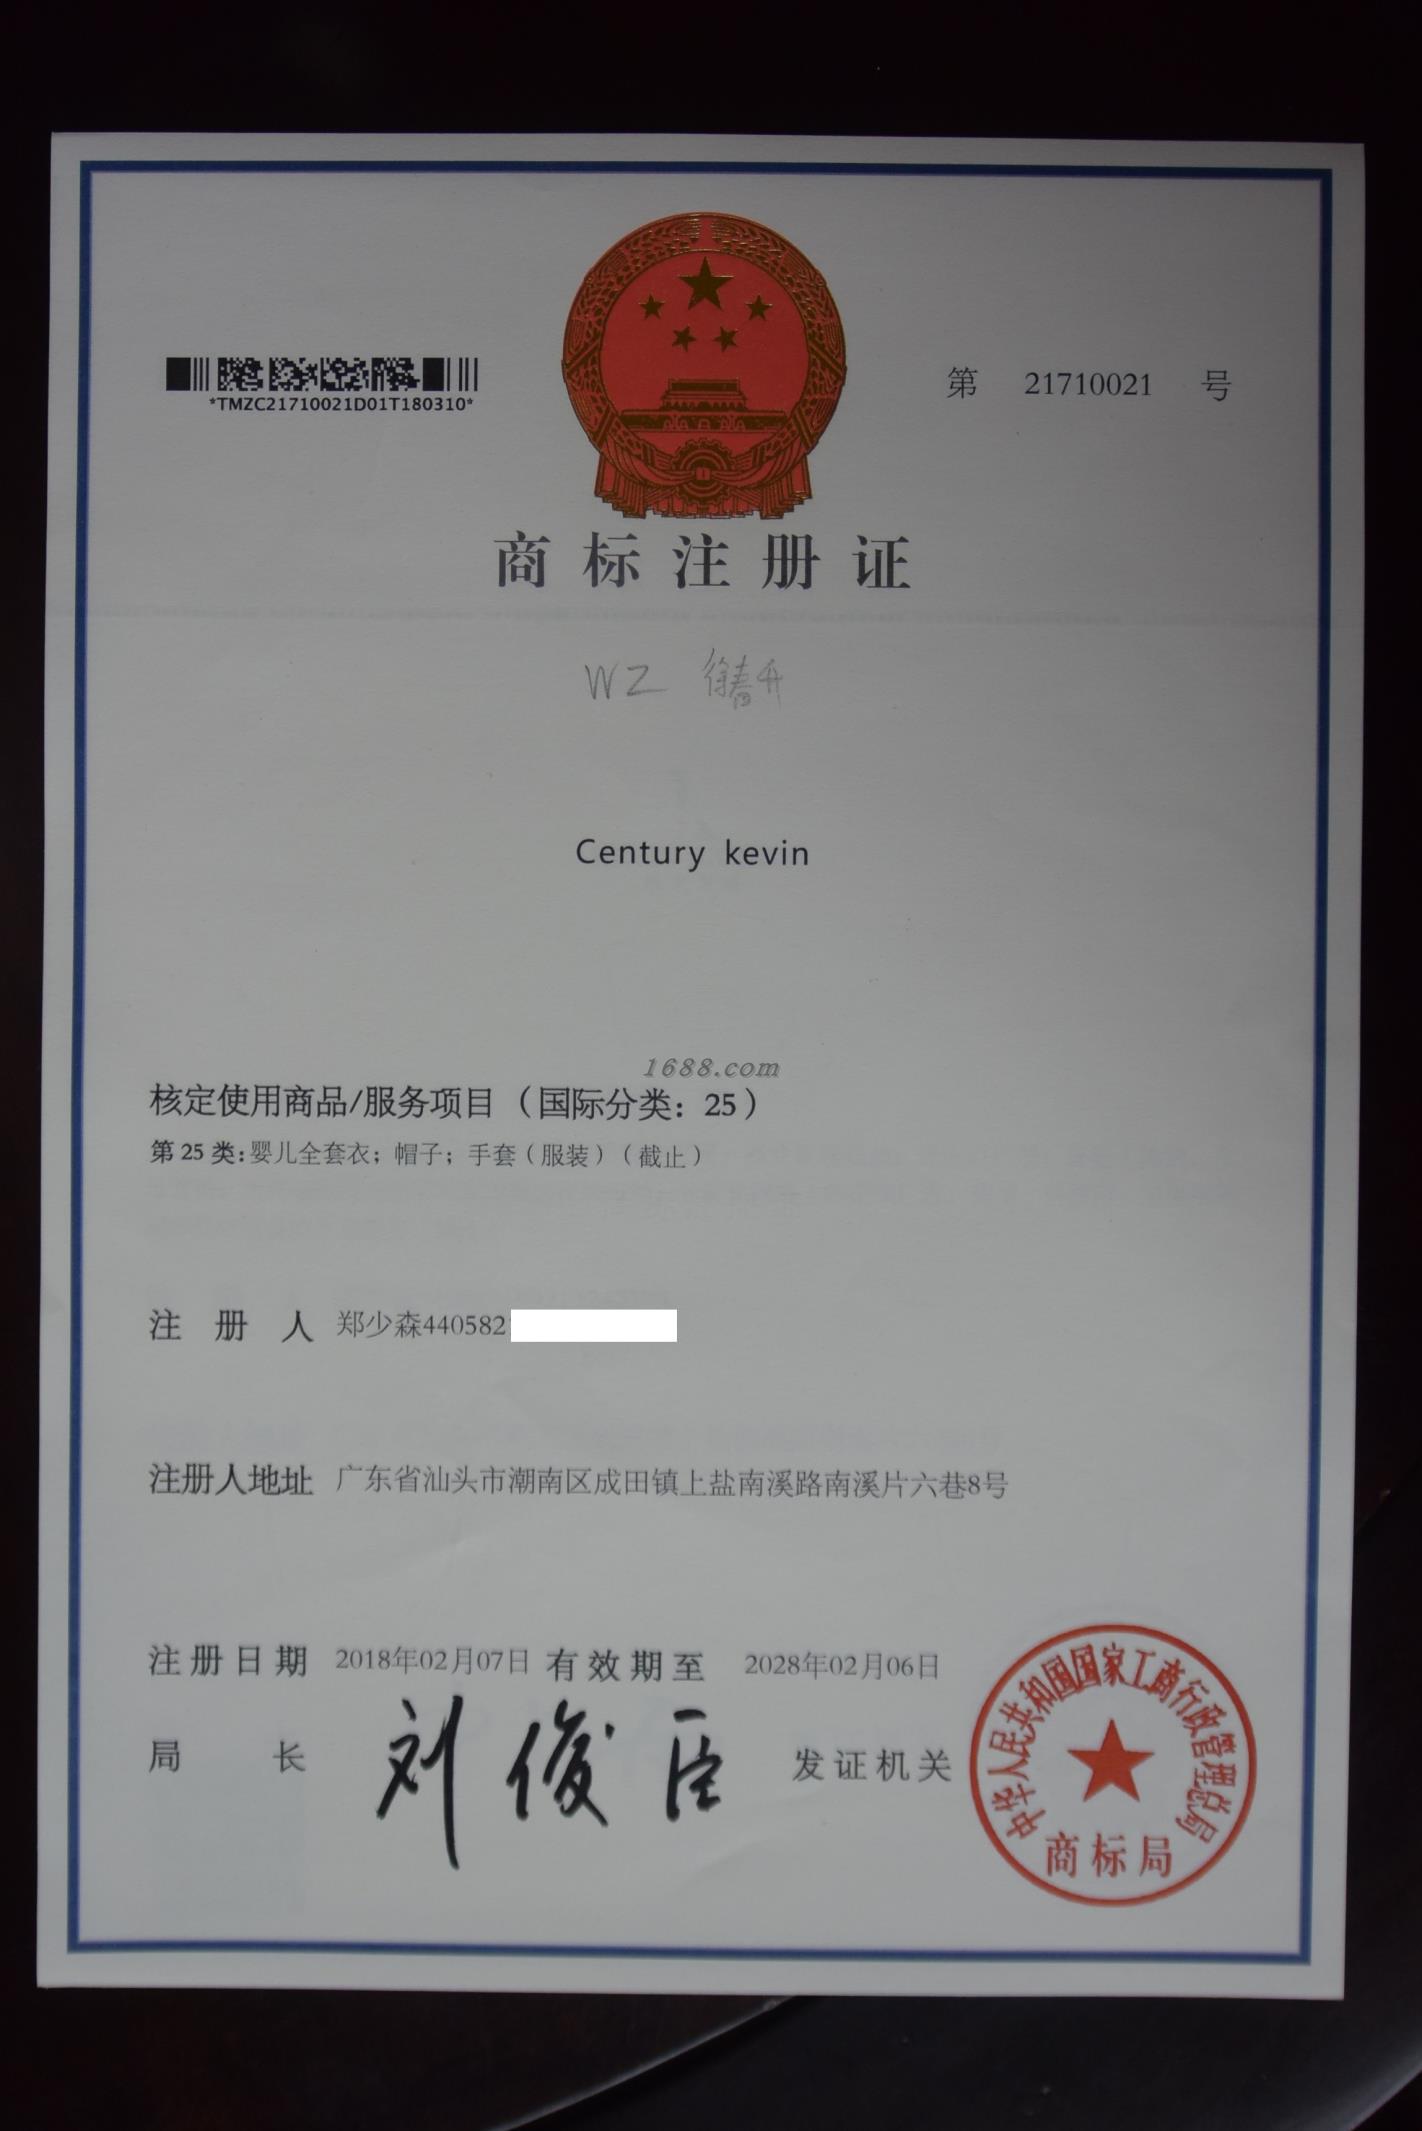 *TMZC21710021D01T180310*
第 21710021 号
商标注册证
WZ 徐春升
Century kevin
1688.com
核定使用商品/服务项目（国际分类：25）
第25类：婴儿全套衣；帽子；手套（服装）（截止）
注册人 郑少森440582
注册人地址 广东省汕头市潮南区成田镇上盐南溪路南溪片六巷8号
注册日期 2018年02月07日 有效期至 2028年02月06日
局长 刘俊臣 发证机关
中华人民共和国国家工商行政管理总局
商标局